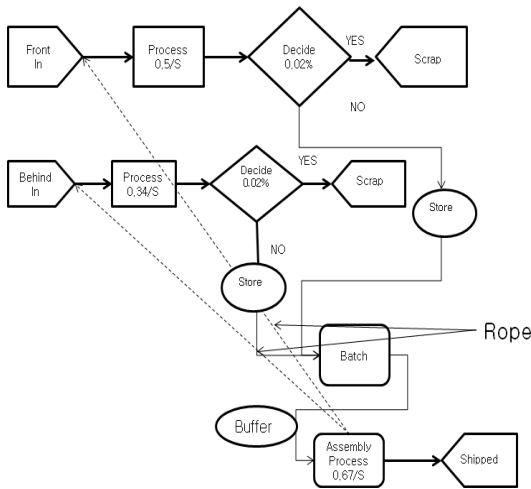 Front
In
Process
0,5/S
Decide
0,02%
YES
Scrap
NO
Behind
In
Process
0,34/S
Decide
0.02%
YES
Scrap
Store
NO
Store
Rope
Batch
Buffer
Assembly
Process
0,67/S
Shipped